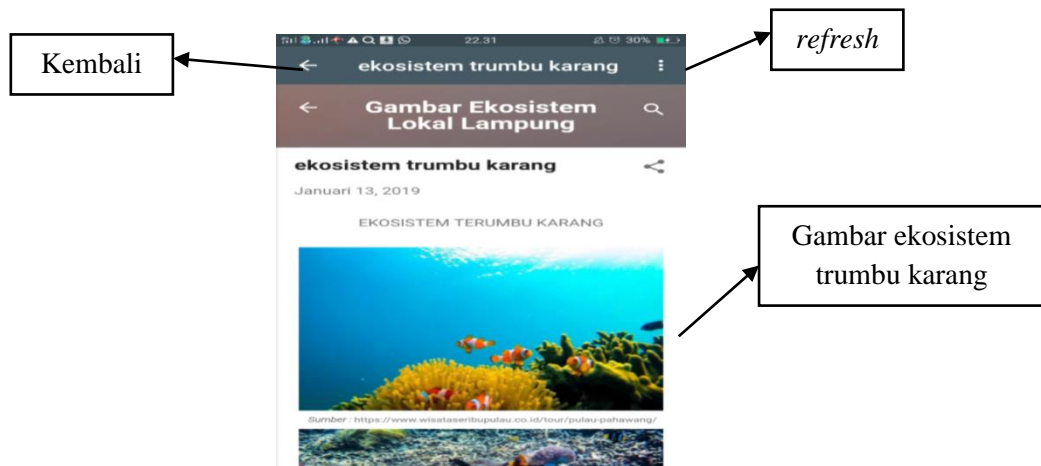 Kembali
refresh
22.31
30%
ekosistem trumbu karang
Gambar Ekosistem
Lokal Lampung
ekosistem trumbu karang
Januari 13, 2019
EKOSISTEM TERUMBU KARANG
Gambar ekosistem
trumbu karang
Sumber : https://www.wisataseribupulau.co.id/tour/pulau-pahawang/